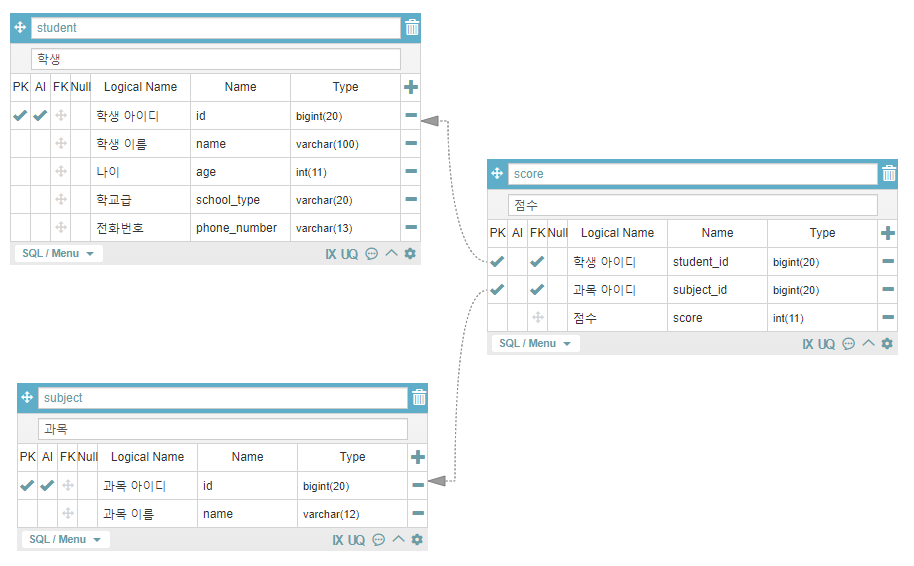 student
학생
PK AI FK Null Logical Name Name Type
학생 아이디 id bigint(20)
학생 이름 name varchar(100)
나이 age int(11)
학교급 school_type varchar(20)
전화번호 phone_number varchar(13)
SQL / Menu IX UQ
score
점수
PK AI FK Null Logical Name Name Type
학생 아이디 student_id bigint(20)
과목 아이디 subject_id bigint(20)
점수 score int(11)
SQL / Menu IX UQ
subject
과목
PK AI FK Null Logical Name Name Type
과목 아이디 id bigint(20)
과목 이름 name varchar(12)
SQL / Menu IX UQ